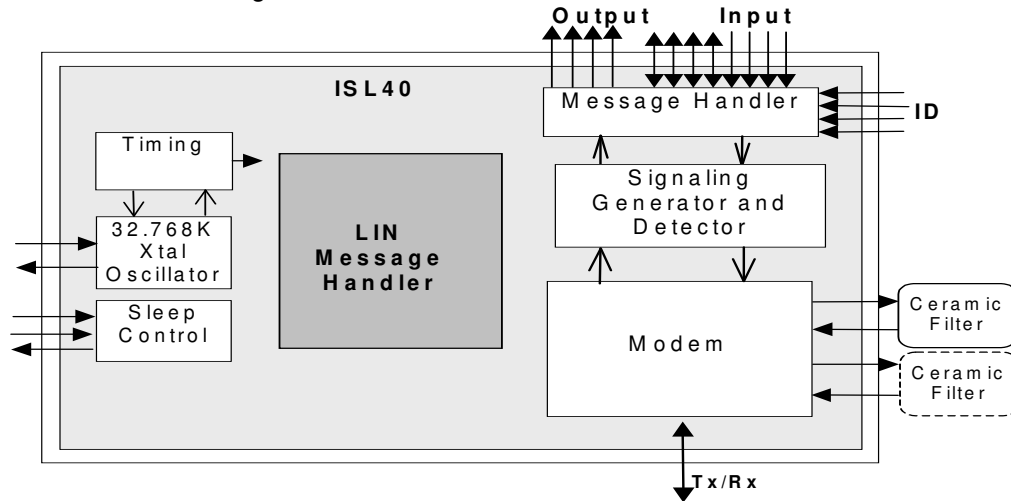 Output Input
ISL40
Message Handler
ID
Timing
Signaling
Generator and
Detector
32.768K
Xtal
Oscillator
LIN
Message
Handler
Sleep
Control
Modem
Ceramic
Filter
Ceramic
Filter
Tx/Rx